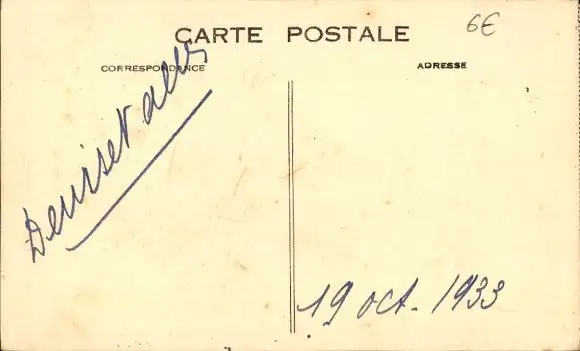 CARTE POSTALE
6€
CORRESPONDANCE
ADRESSE
19 oct. 1933